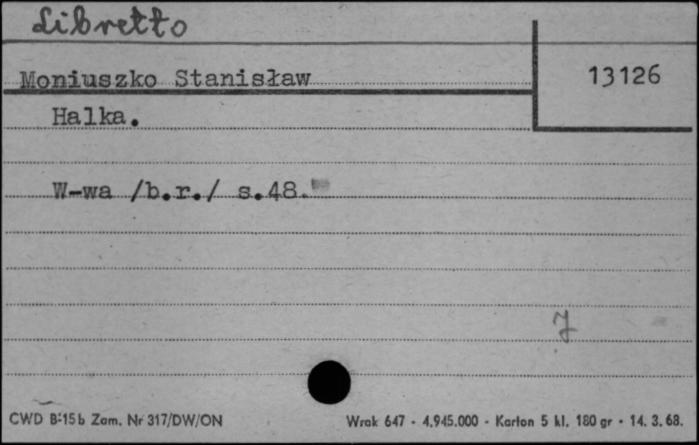 Libretto
Moniuszko Stanisław
13126
Halka.
W-wa /b.r./ s.48.
7
CWD B-15b Zam. Nr 317/DW/ON
Wrak 647 - 4.945.000 - Karton 5 kl. 180 gr - 14. 3. 68.